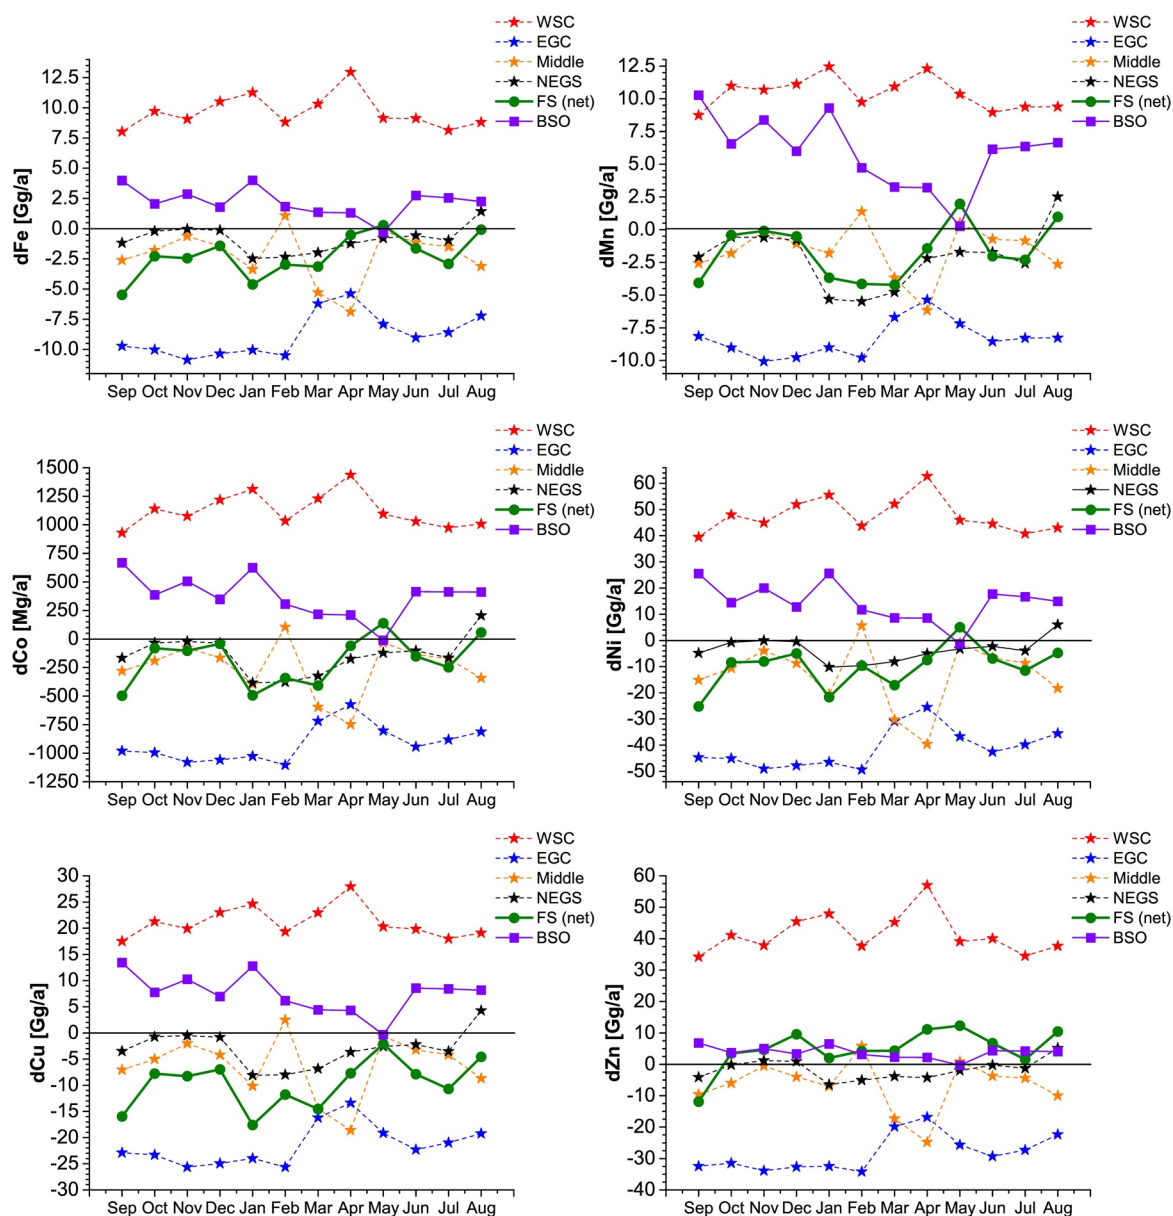 WSC
EGC
Middle
NEGS
FS (net)
BSO
dFe [Gg/a]
12.5
10.0
7.5
5.0
2.5
0.0
-2.5
-5.0
-7.5
-10.0
Sep Oct Nov Dec Jan Feb Mar Apr May Jun Jul Aug
WSC
EGC
Middle
NEGS
FS (net)
BSO
dMn [Gg/a]
12.5
10.0
7.5
5.0
2.5
0.0
-2.5
-5.0
-7.5
-10.0
Sep Oct Nov Dec Jan Feb Mar Apr May Jun Jul Aug
WSC
EGC
Middle
NEGS
FS (net)
BSO
dCo [Mg/a]
1500
1250
1000
750
500
250
0
-250
-500
-750
-1000
-1250
Sep Oct Nov Dec Jan Feb Mar Apr May Jun Jul Aug
WSC
EGC
Middle
NEGS
FS (net)
BSO
dNi [Gg/a]
60
50
40
30
20
10
0
-10
-20
-30
-40
-50
Sep Oct Nov Dec Jan Feb Mar Apr May Jun Jul Aug
WSC
EGC
Middle
NEGS
FS (net)
BSO
dCu [Gg/a]
30
25
20
15
10
5
0
-5
-10
-15
-20
-25
-30
Sep Oct Nov Dec Jan Feb Mar Apr May Jun Jul Aug
WSC
EGC
Middle
NEGS
FS (net)
BSO
dZn [Gg/a]
60
50
40
30
20
10
0
-10
-20
-30
-40
Sep Oct Nov Dec Jan Feb Mar Apr May Jun Jul Aug